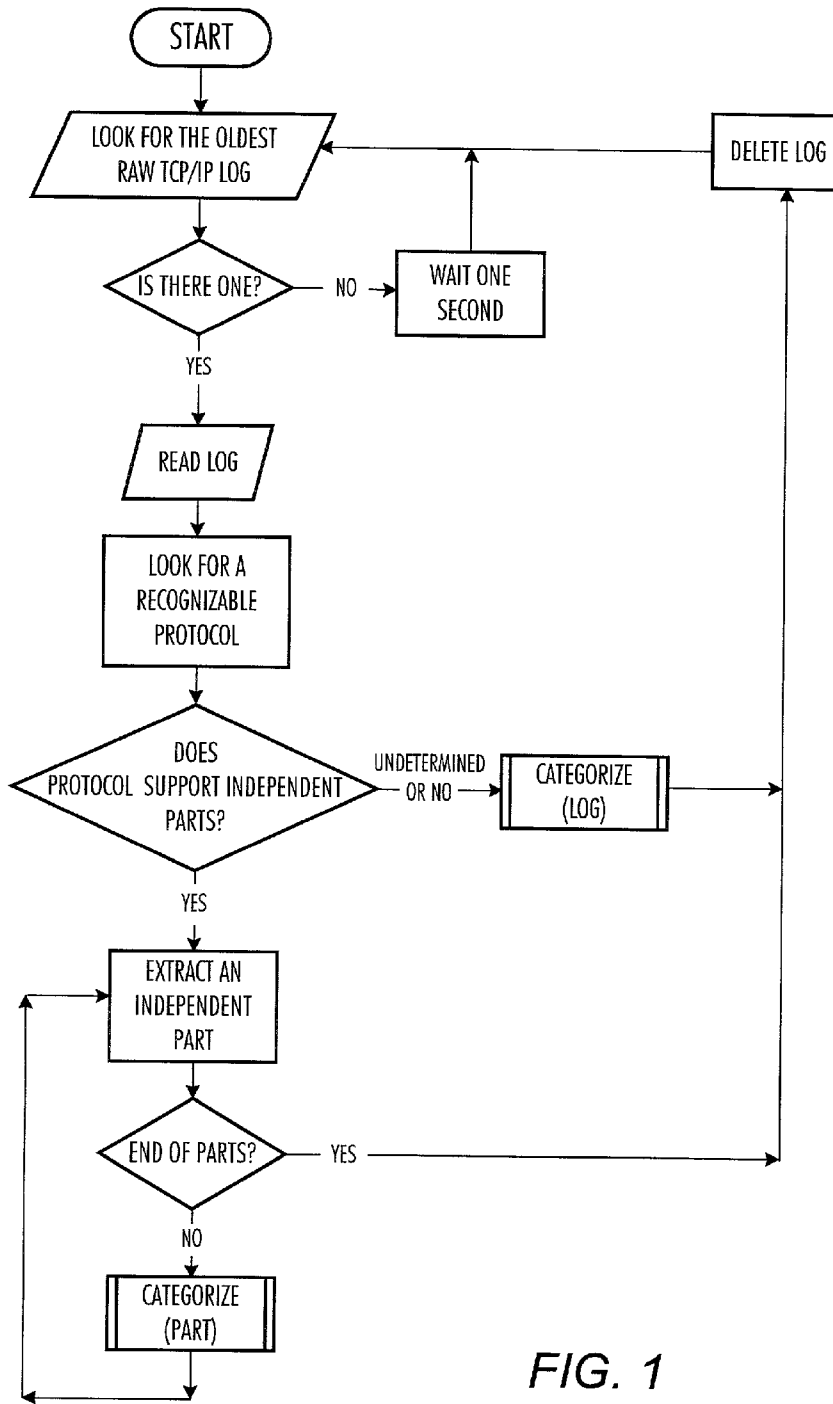 START
LOOK FOR THE OLDEST
RAW TCP/IP LOG
DELETE LOG
IS THERE ONE?
NO
WAIT ONE
SECOND
YES
READ LOG
LOOK FOR A
RECOGNIZABLE
PROTOCOL
DOES
PROTOCOL SUPPORT INDEPENDENT
PARTS?
UNDETERMINED
OR NO
CATEGORIZE
(LOG)
YES
EXTRACT AN
INDEPENDENT
PART
END OF PARTS?
YES
NO
CATEGORIZE
(PART)
FIG. 1